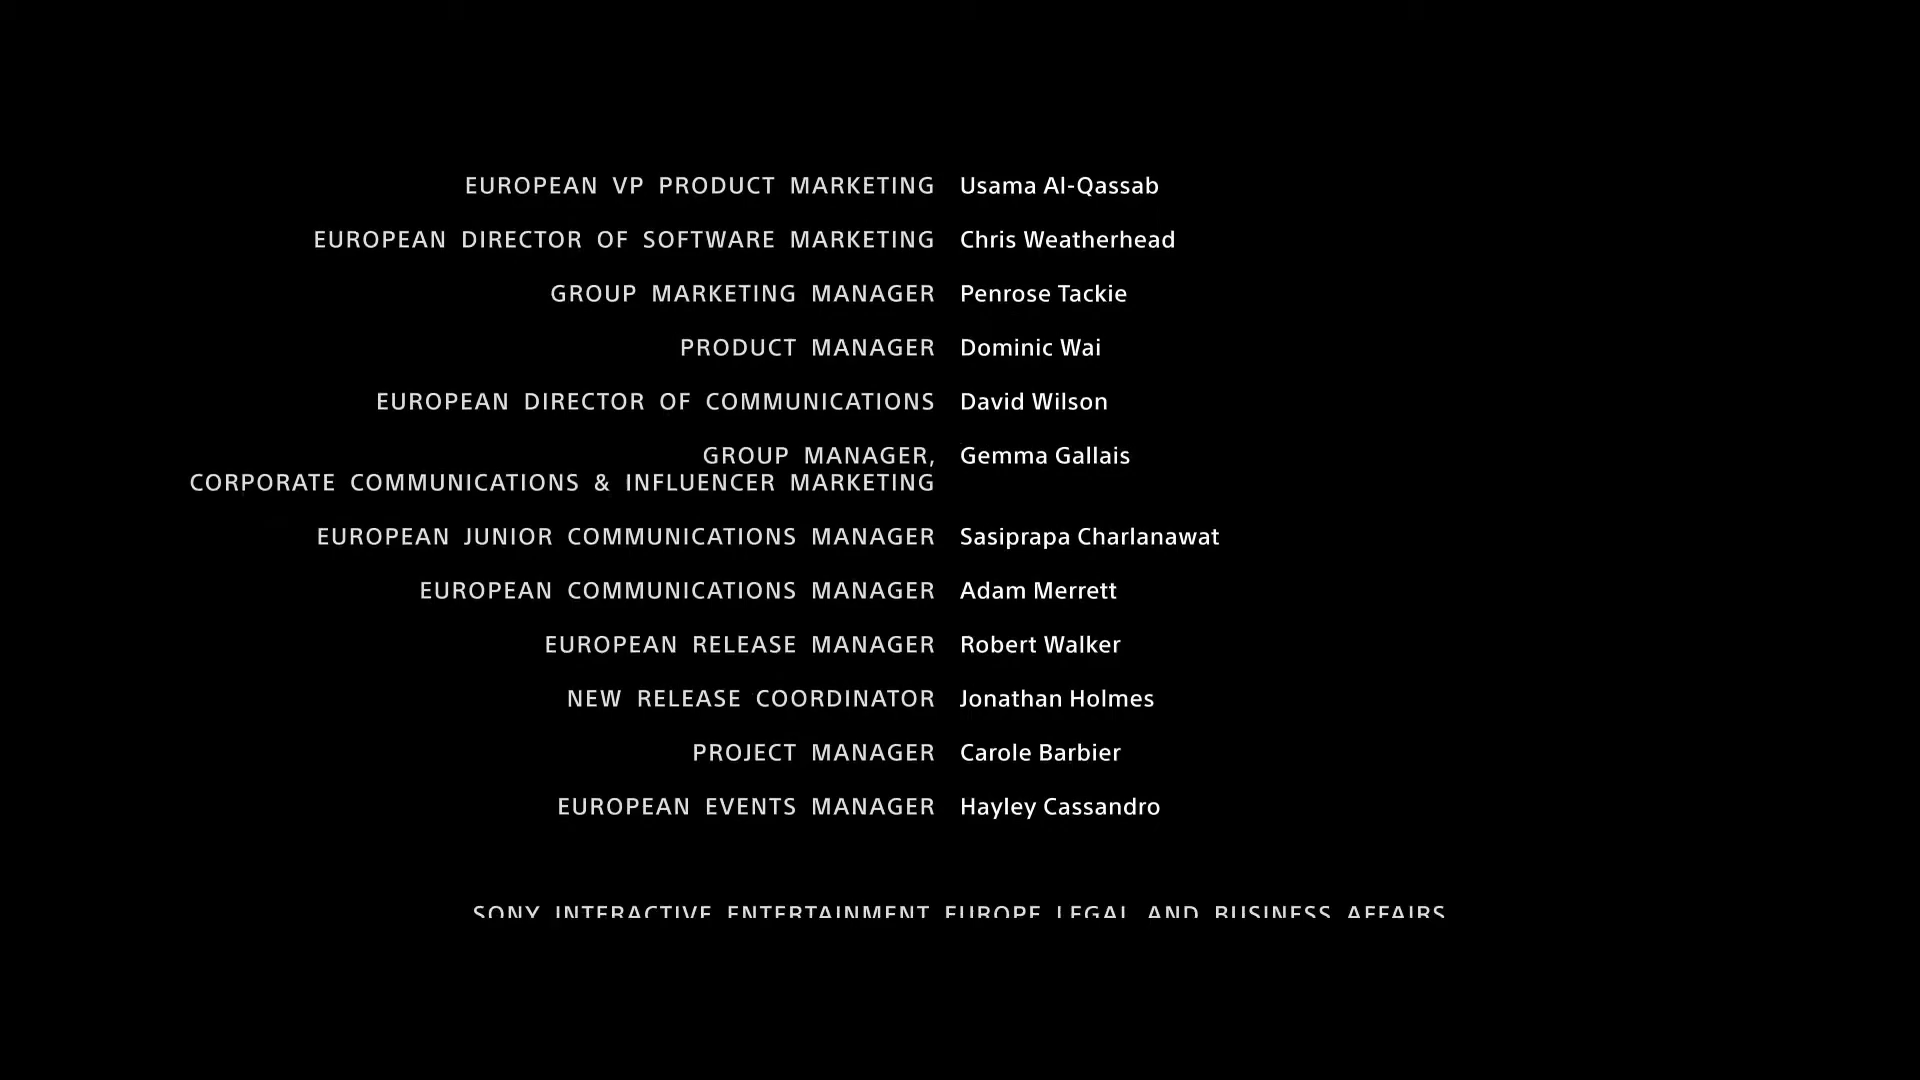 EUROPEAN VP PRODUCT MARKETING Usama Al-Qassab
EUROPEAN DIRECTOR OF SOFTWARE MARKETING Chris Weatherhead
GROUP MARKETING MANAGER Penrose Tackie
PRODUCT MANAGER Dominic Wai
EUROPEAN DIRECTOR OF COMMUNICATIONS David Wilson
GROUP MANAGER, Gemma Gallais
CORPORATE COMMUNICATIONS & INFLUENCER MARKETING
EUROPEAN JUNIOR COMMUNICATIONS MANAGER Sasiprapa Charlanawat
EUROPEAN COMMUNICATIONS MANAGER Adam Merrett
EUROPEAN RELEASE MANAGER Robert Walker
NEW RELEASE COORDINATOR Jonathan Holmes
PROJECT MANAGER Carole Barbier
EUROPEAN EVENTS MANAGER Hayley Cassandro
SONY INTERACTIVE ENTERTAINMENT EUROPE LEGAL AND BUSINESS AFFAIRS